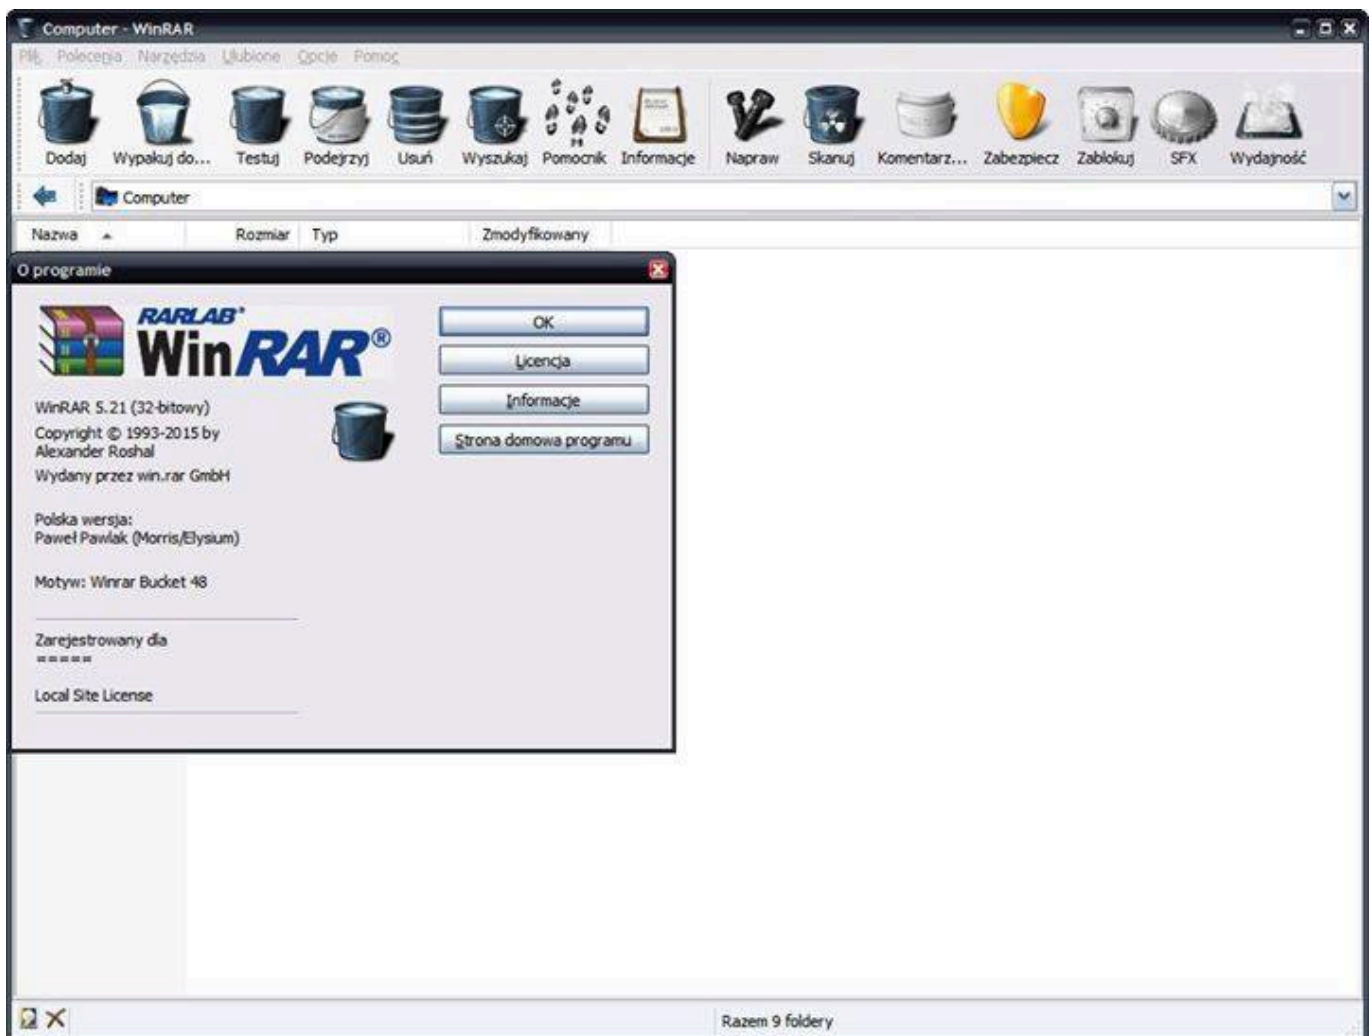 Computer - WinRAR
Plik Polecenia Narzędzia Ulubione Opcje Pomoc
Dodaj Wypakuj do... Testuj Podejrzyj Usuń Wyszukaj Pomocnik Informacje Napraw Skanuj Komentarz... Zabezpiecz Zablokuj SFX Wydajność
Computer
Nazwa Rozmiar Typ Zmodyfikowany
O programie
RARLAB®
WinRAR®
OK
Licencja
Informacje
Strona domowa programu
WinRAR 5.21 (32-bitowy)
Copyright © 1993-2015 by
Alexander Roshal
Wydany przez win.rar GmbH
Polska wersja:
Paweł Pawlak (Morris/Elysium)
Motyw: Winrar Bucket 48
Zarejestrowany dla
=====
Local Site License
Razem 9 foldery